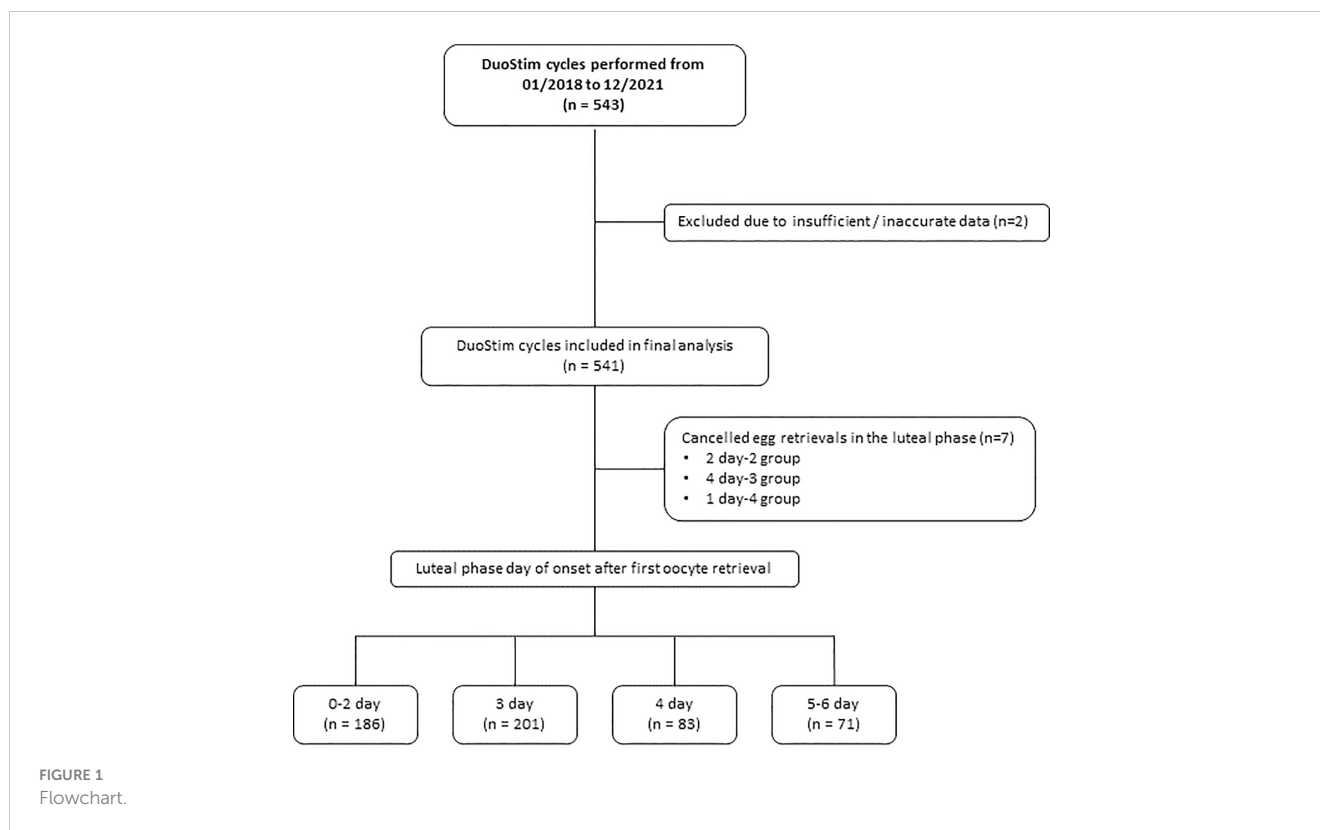 DuoStim cycles performed from
01/2018 to 12/2021
(n = 543)
Excluded due to insufficient / inaccurate data (n=2)
DuoStim cycles included in final analysis
(n = 541)
Cancelled egg retrievals in the luteal phase (n=7)
• 2 day-2 group
• 4 day-3 group
• 1 day-4 group
Luteal phase day of onset after first oocyte retrieval
0-2 day
(n = 186)
3 day
(n = 201)
4 day
(n = 83)
5-6 day
(n = 71)
FIGURE 1
Flowchart.